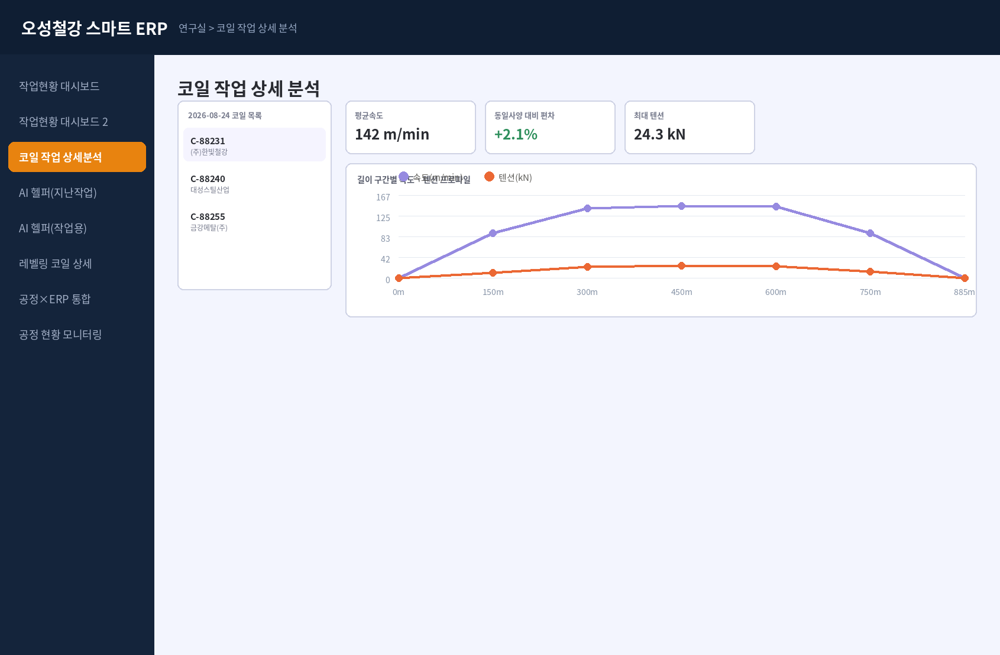 오성철강 스마트 ERP
연구실 > 코일 작업 상세 분석
작업현황 대시보드
작업현황 대시보드 2
코일 작업 상세분석
AI 헬퍼(지난작업)
AI 헬퍼(작업용)
레벨링 코일 상세
공정×ERP 통합
공정 현황 모니터링
코일 작업 상세 분석
2026-08-24 코일 목록
C-88231
(주)한빛철강
C-88240
대성스틸산업
C-88255
금강메탈(주)
평균속도
142 m/min
동일사양 대비 편차
+2.1%
최대 텐션
24.3 kN
길이 구간별 속도 · 텐션 프로파일
속도(m/min)
텐션(kN)
167
125
83
42
0
0m
150m
300m
450m
600m
750m
885m